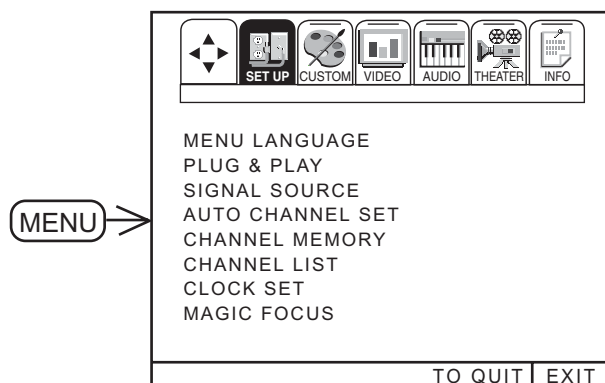 SET UP CUSTOM VIDEO AUDIO THEATER INFO
MENU LANGUAGE
PLUG & PLAY
SIGNAL SOURCE
AUTO CHANNEL SET
MENU
CHANNEL MEMORY
CHANNEL LIST
CLOCK SET
MAGIC FOCUS
TO QUIT EXIT